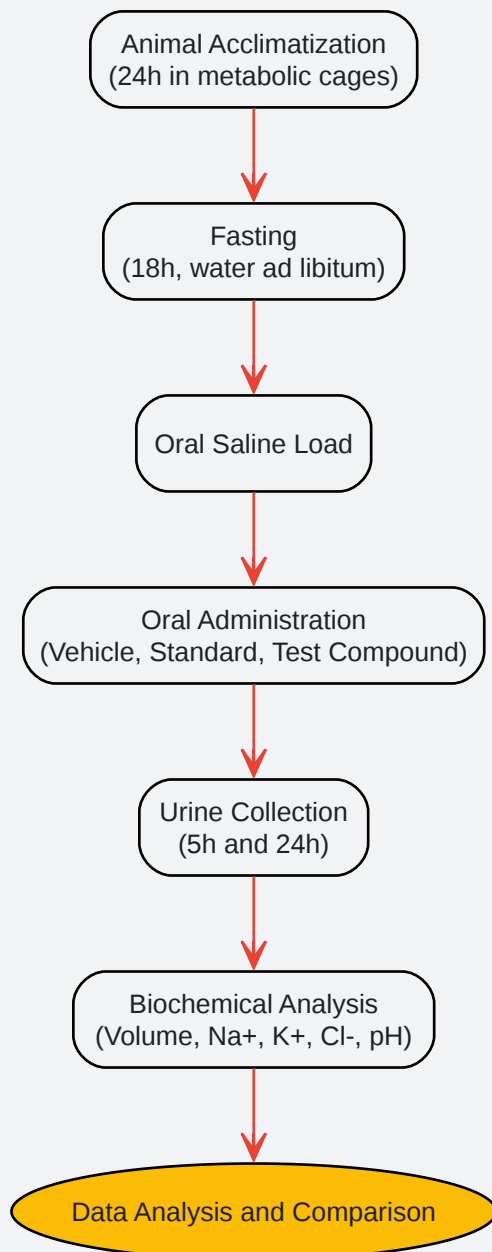 Animal Acclimatization
(24h in metabolic cages)
Fasting
(18h, water ad libitum)
Oral Saline Load
Oral Administration
(Vehicle, Standard, Test Compound)
Urine Collection
(5h and 24h)
Biochemical Analysis
(Volume, Na+, K+, Cl-, pH)
Data Analysis and Comparison